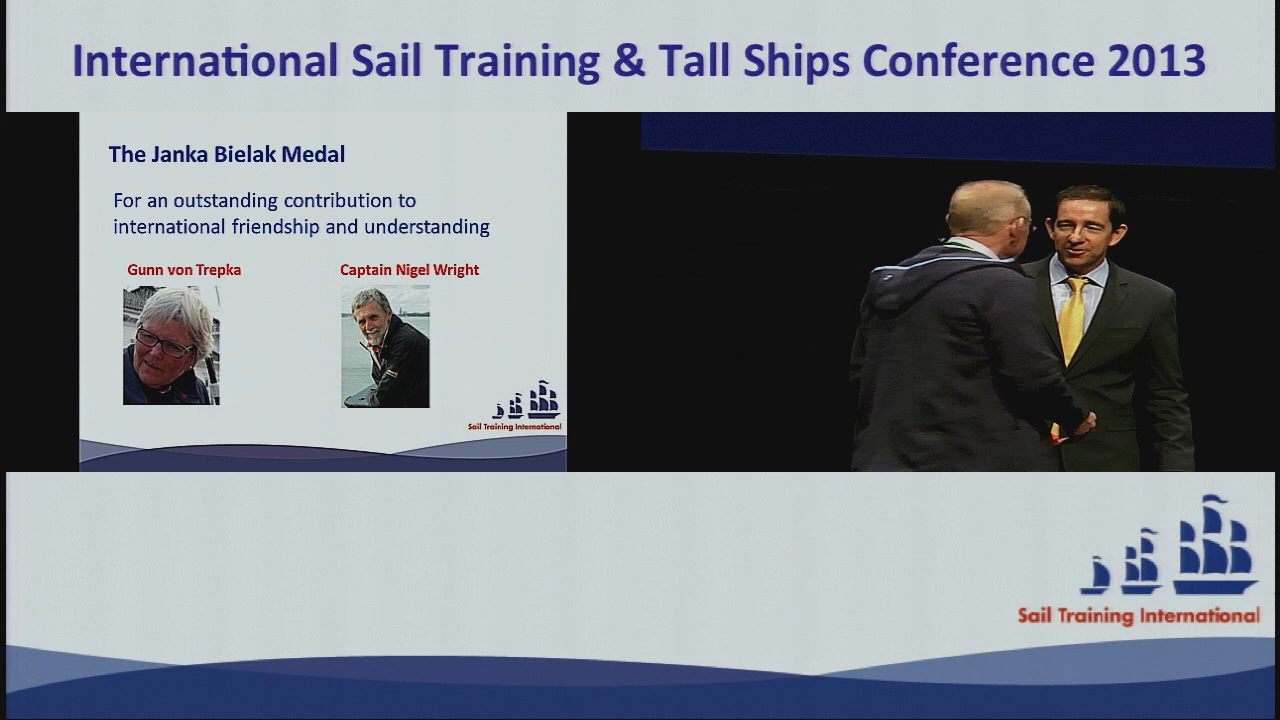 International Sail Training & Tall Ships Conference 2013
The Janka Bielak Medal
For an outstanding contribution to
international friendship and understanding
Gunn von Trepka
Captain Nigel Wright
Sail Training International
Sail Training International